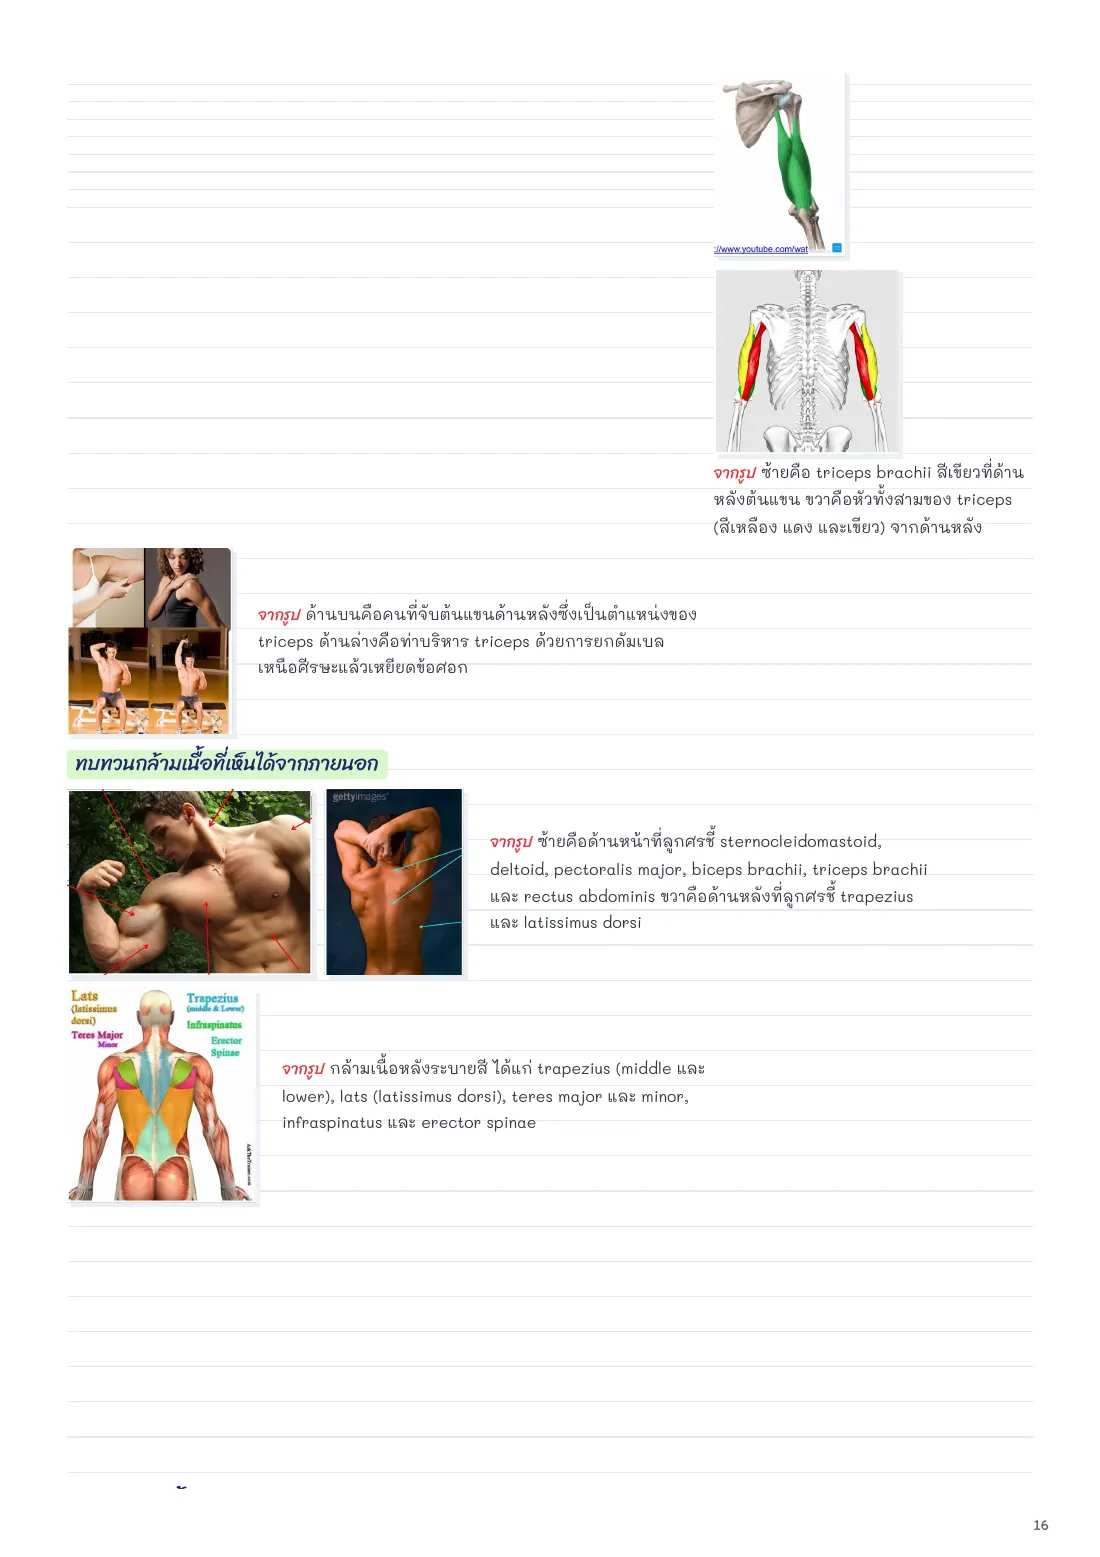 ://www.youtube.com/wat
จากรูป ซ้ายคือ triceps brachii สีเขียวที่ด้าน
หลังต้นแขน ขวาคือหัวทั้งสามของ triceps
(สีเหลือง แดง และเขียว) จากด้านหลัง
จากรูป ด้านบนคือคนที่จับต้นแขนด้านหลังซึ่งเป็นตำแหน่งของ
triceps ด้านล่างคือท่าบริหาร triceps ด้วยการยกดัมเบล
เหนือศีรษะแล้วเหยียดข้อศอก
ทบทวนกล้ามเนื้อที่เห็นได้จากภายนอก
gettyimages
จากรูป ซ้ายคือด้านหน้าที่ลูกศรชี้ sternocleidomastoid,
deltoid, pectoralis major, biceps brachii, triceps brachii
และ rectus abdominis ขวาคือด้านหลังที่ลูกศรชี้ trapezius
และ latissimus dorsi
Lats
(latissimus
dorsi)
Teres Major
Minor
Trapezius
(middle & Lower)
Infraspinatus
Erector
Spinae
AskTheTrainer.com
จากรูป กล้ามเนื้อหลังระบายสี ได้แก่ trapezius (middle และ
lower), lats (latissimus dorsi), teres major และ minor,
infraspinatus และ erector spinae
16